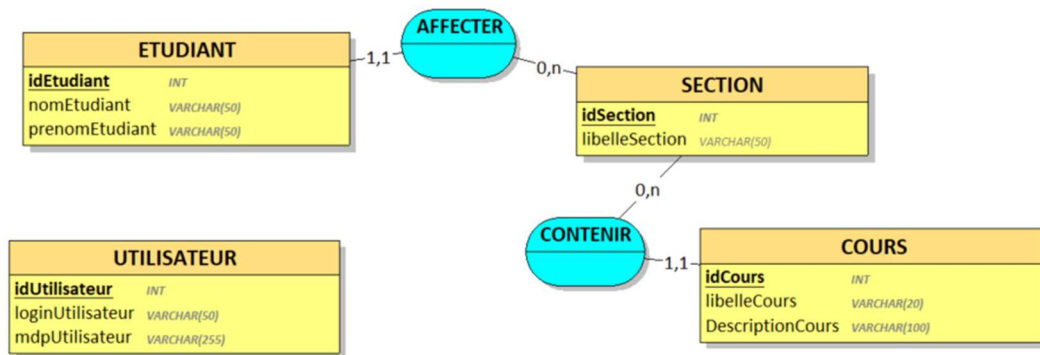 AFFECTER
ETUDIANT
1,1
0,n
idEtudiant INT
nomEtudiant VARCHAR(50)
prenomEtudiant VARCHAR(50)
SECTION
idSection INT
libelleSection VARCHAR(50)
0,n
CONTENIR
1,1
UTILISATEUR
idUtilisateur INT
loginUtilisateur VARCHAR(50)
mdpUtilisateur VARCHAR(255)
COURS
idCours INT
libelleCours VARCHAR(20)
DescriptionCours VARCHAR(100)